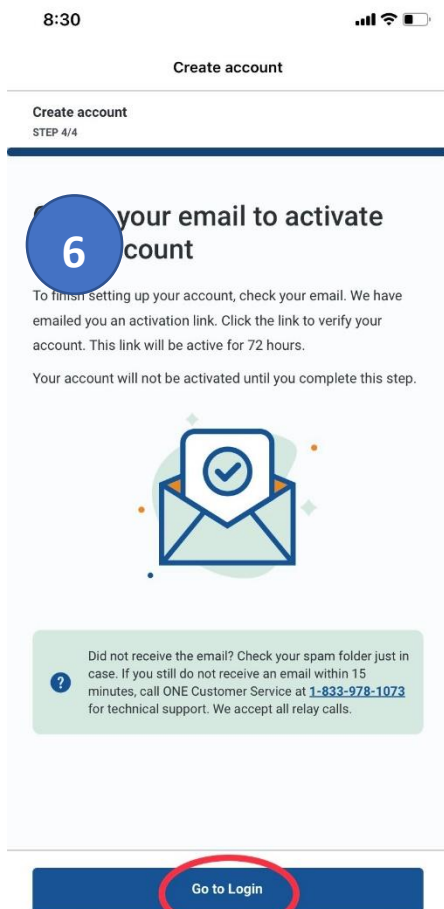 8:30
Create account
Create account
STEP 4/4
your email to activate
6
count
To finish setting up your account, check your email. We have
emailed you an activation link. Click the link to verify your
account. This link will be active for 72 hours.
Your account will not be activated until you complete this step.
Did not receive the email? Check your spam folder just in
case. If you still do not receive an email within 15
minutes, call ONE Customer Service at 1-833-978-1073
for technical support. We accept all relay calls.
Go to Login